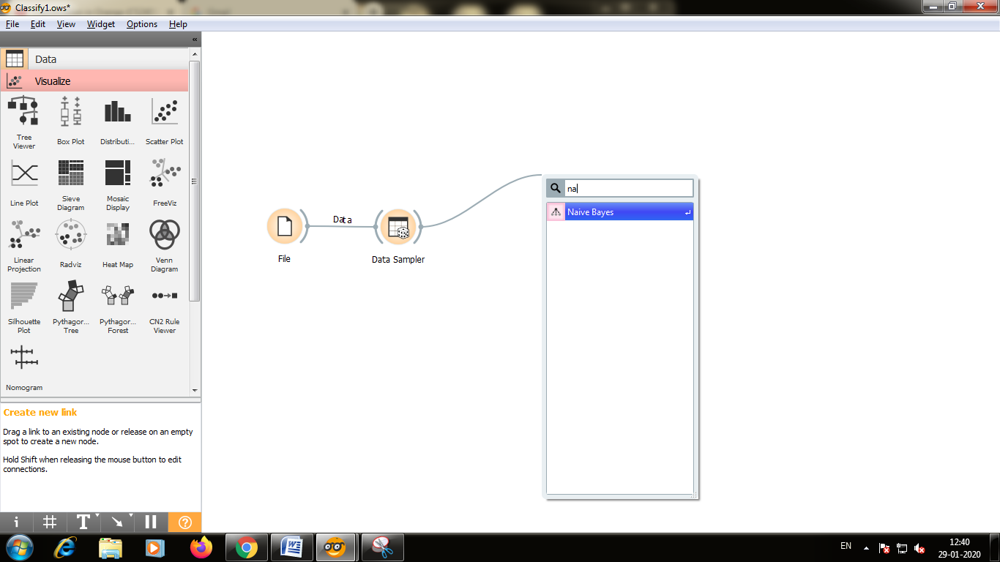 Classify1.ows*
File Edit View Widget Options Help
«
Data
Visualize
Tree
Viewer
Box Plot
Distributi...
Scatter Plot
Line Plot
Sieve
Diagram
Mosaic
Display
FreeViz
Linear
Projection
Radviz
Heat Map
Venn
Diagram
Silhouette
Plot
Pythagor...
Tree
Pythagor...
Forest
CN2 Rule
Viewer
Nomogram
Create new link
Drag a link to an existing node or release on an empty
spot to create a new node.
Hold Shift when releasing the mouse button to edit
connections.
File
Data
Data Sampler
na
Naive Bayes
EN
12:40
29-01-2020